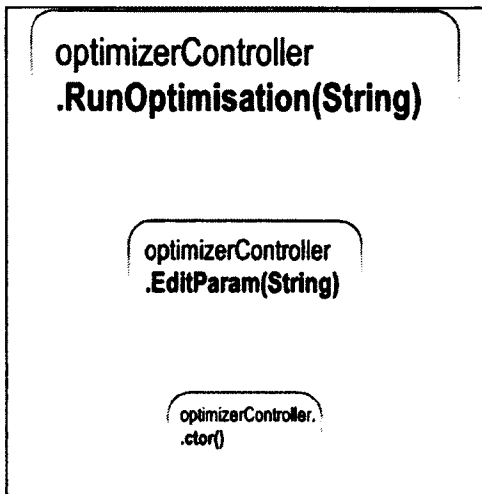 optimizerController
.RunOptimisation(String)
optimizerController
.EditParam(String)
optimizerController.
.ctor()